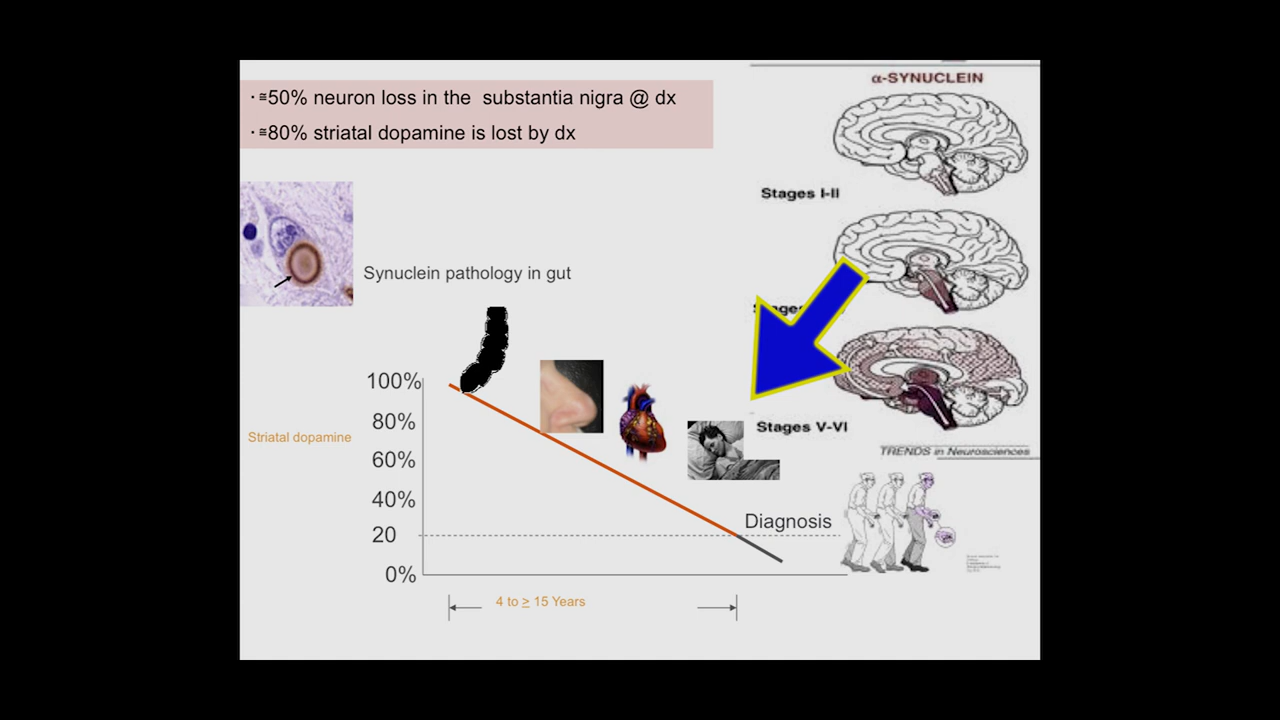 · ≅50% neuron loss in the substantia nigra @ dx
· ≅80% striatal dopamine is lost by dx
α-SYNUCLEIN
Stages I-II
Synuclein pathology in gut
100%
80%
Striatal dopamine
60%
40%
20
0%
Stages V-VI
TRENDS in Neurosciences
Diagnosis
4 to ≥ 15 Years